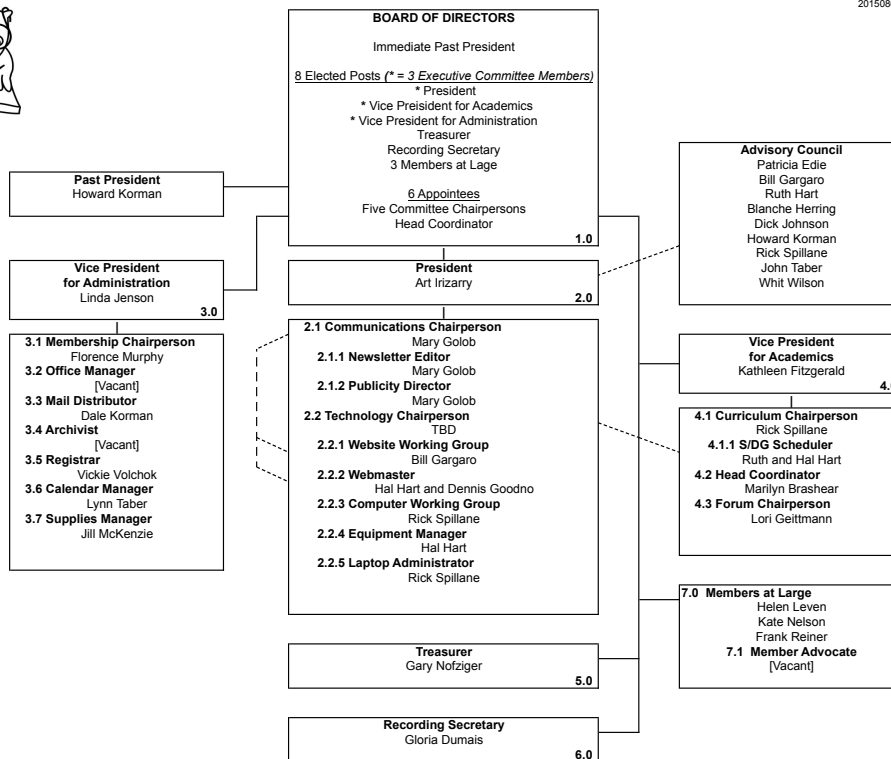 201508
BOARD OF DIRECTORS
Immediate Past President
8 Elected Posts (* = 3 Executive Committee Members)
* President
* Vice Preisident for Academics
* Vice President for Administration
Treasurer
Recording Secretary
3 Members at Lage
6 Appointees
Five Committee Chairpersons
Head Coordinator
1.0
Past President
Howard Korman
Advisory Council
Patricia Edie
Bill Gargaro
Ruth Hart
Blanche Herring
Dick Johnson
Howard Korman
Rick Spillane
John Taber
Whit Wilson
Vice President
for Administration
Linda Jenson
3.0
President
Art Irizarry
2.0
3.1 Membership Chairperson
Florence Murphy
3.2 Office Manager
[Vacant]
3.3 Mail Distributor
Dale Korman
3.4 Archivist
[Vacant]
3.5 Registrar
Vickie Volchok
3.6 Calendar Manager
Lynn Taber
3.7 Supplies Manager
Jill McKenzie
2.1 Communications Chairperson
Mary Golob
2.1.1 Newsletter Editor
Mary Golob
2.1.2 Publicity Director
Mary Golob
2.2 Technology Chairperson
TBD
2.2.1 Website Working Group
Bill Gargaro
2.2.2 Webmaster
Hal Hart and Dennis Goodno
2.2.3 Computer Working Group
Rick Spillane
2.2.4 Equipment Manager
Hal Hart
2.2.5 Laptop Administrator
Rick Spillane
Vice President
for Academics
Kathleen Fitzgerald
4.
4.1 Curriculum Chairperson
Rick Spillane
4.1.1 S/DG Scheduler
Ruth and Hal Hart
4.2 Head Coordinator
Marilyn Brashear
4.3 Forum Chairperson
Lori Geittmann
7.0 Members at Large
Helen Leven
Kate Nelson
Frank Reiner
7.1 Member Advocate
[Vacant]
Treasurer
Gary Nofziger
5.0
Recording Secretary
Gloria Dumais
6.0